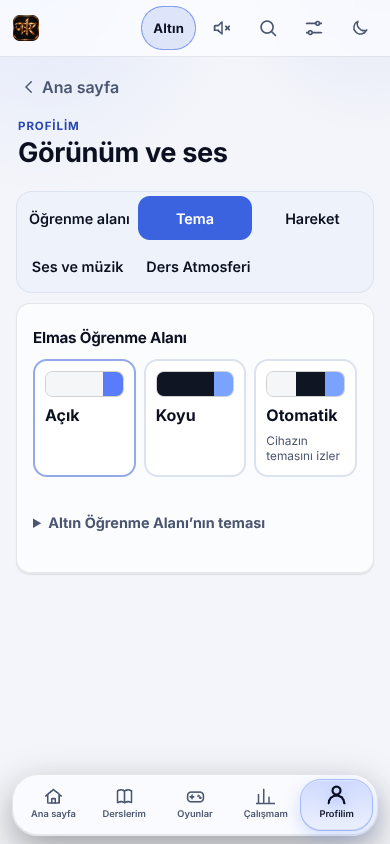 Altın
Ana sayfa
PROFİLİM
Görünüm ve ses
Öğrenme alanı
Tema
Hareket
Ses ve müzik
Ders Atmosferi
Elmas Öğrenme Alanı
Açık
Koyu
Otomatik
Cihazın
temasını izler
Altın Öğrenme Alanı’nın teması
Ana sayfa
Derslerim
Oyunlar
Çalışmam
Profilim